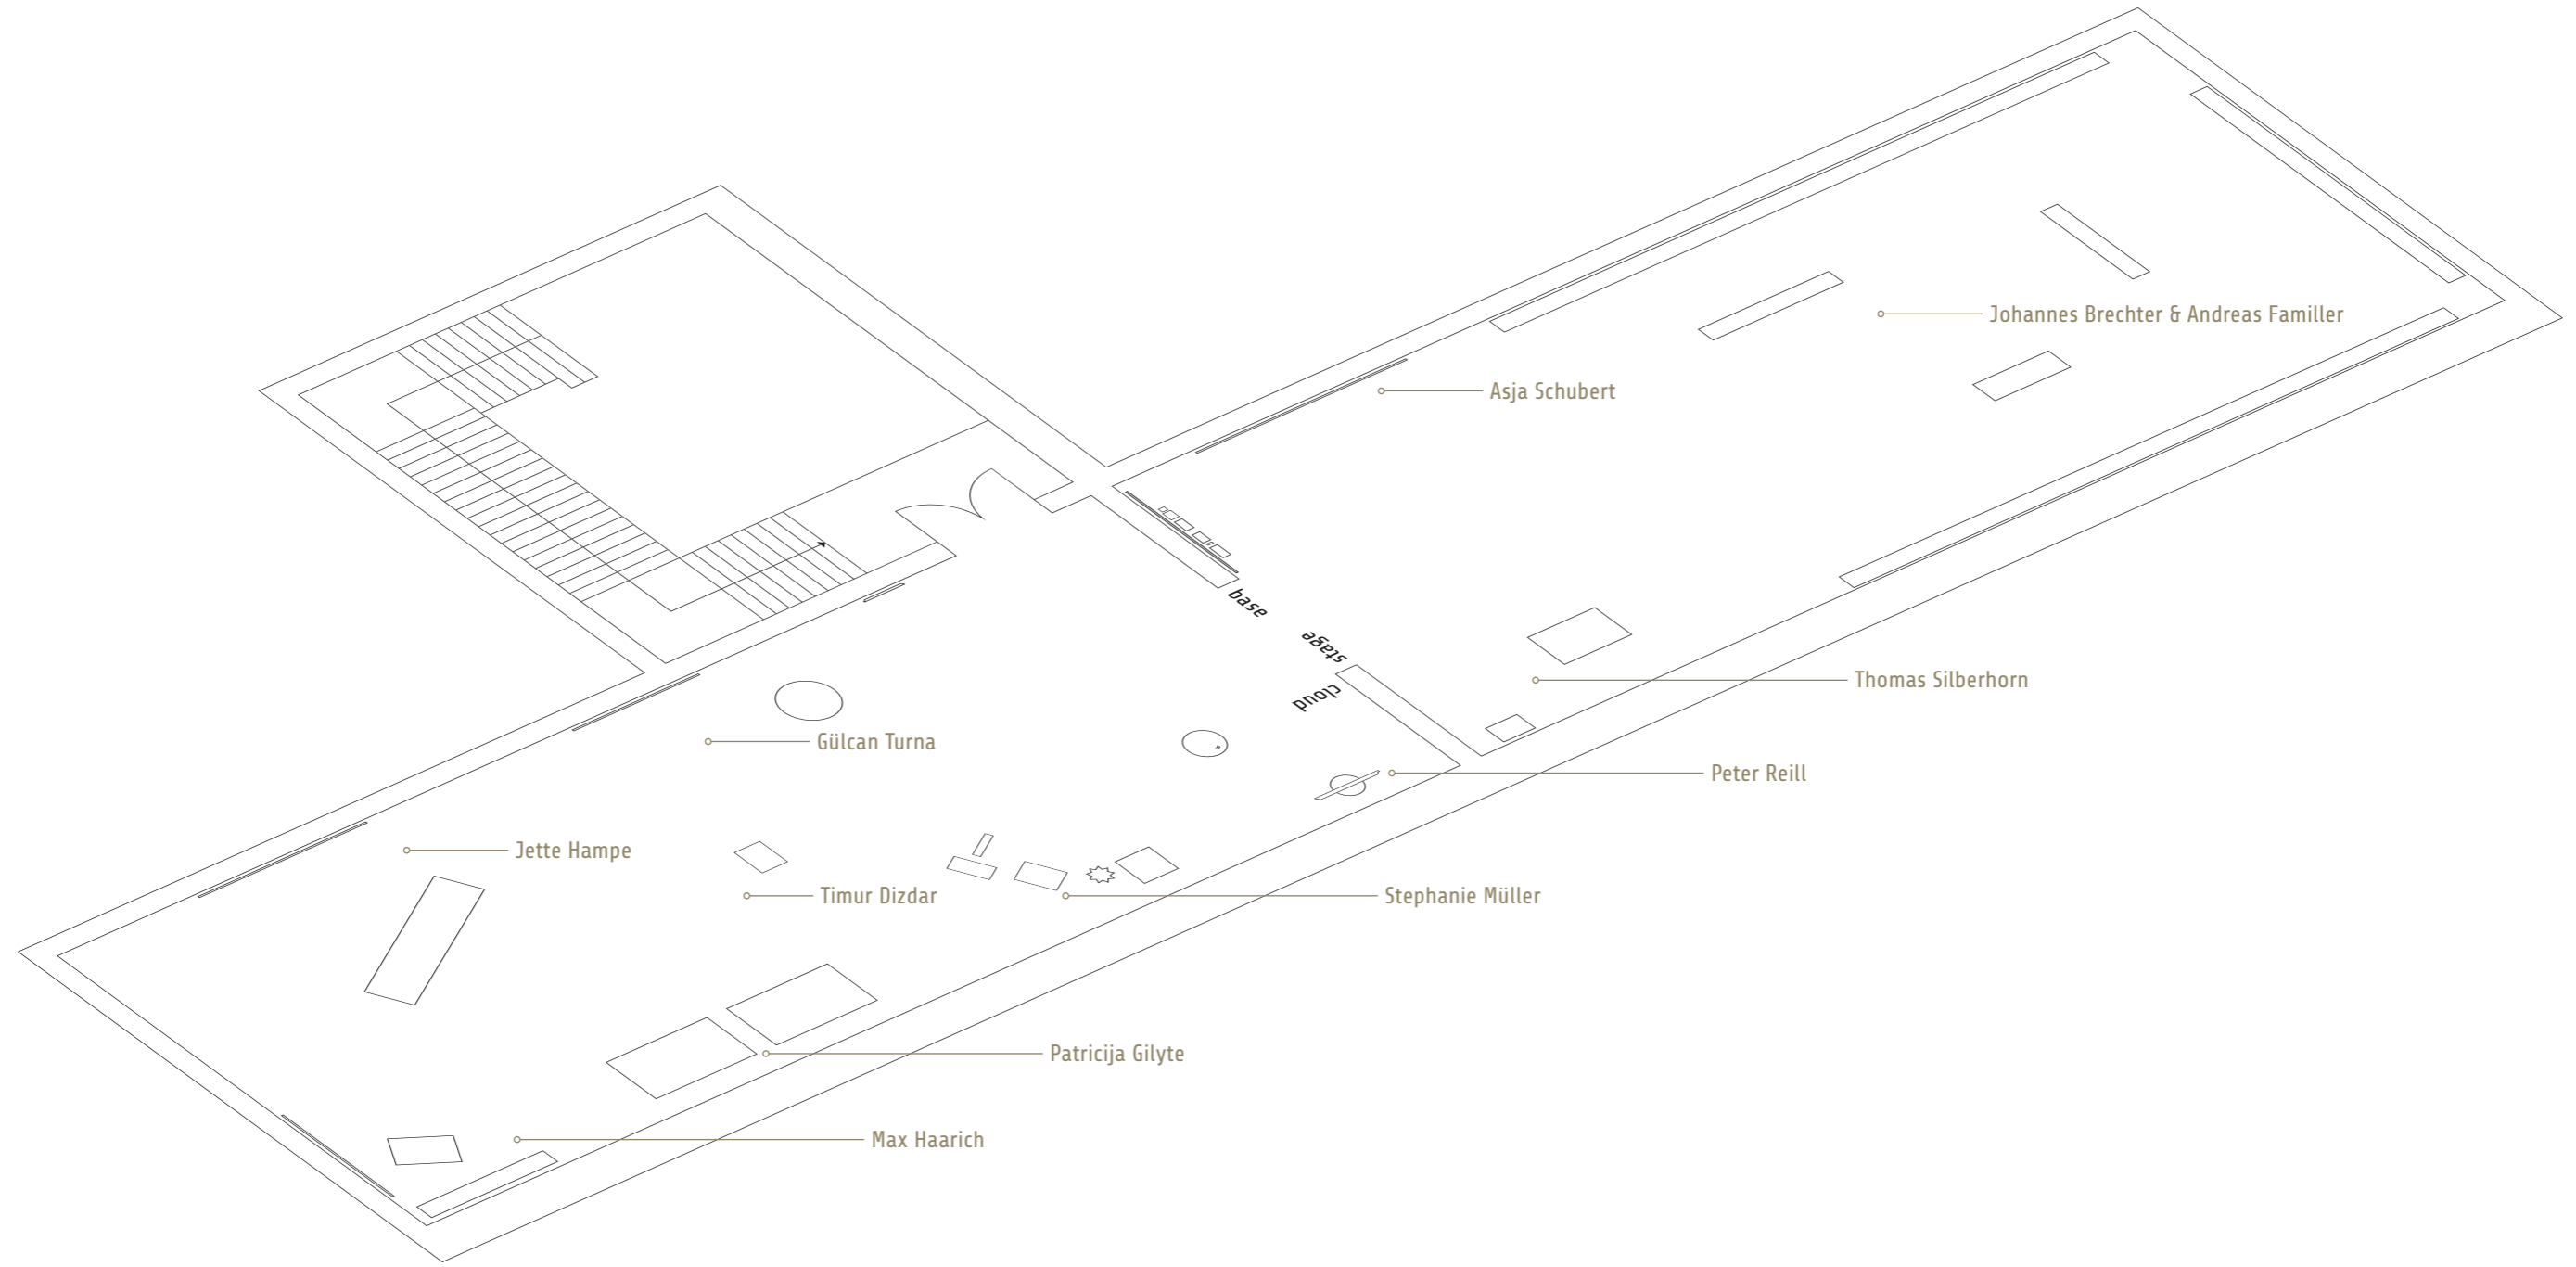 Johannes Brechter & Andreas Familler
Asja Schubert
base
stage
cloud
Thomas Silberhorn
Gülcan Turna
Peter Reill
Jette Hampe
Timur Dizdar
Stephanie Müller
Patricija Gilyte
Max Haarich